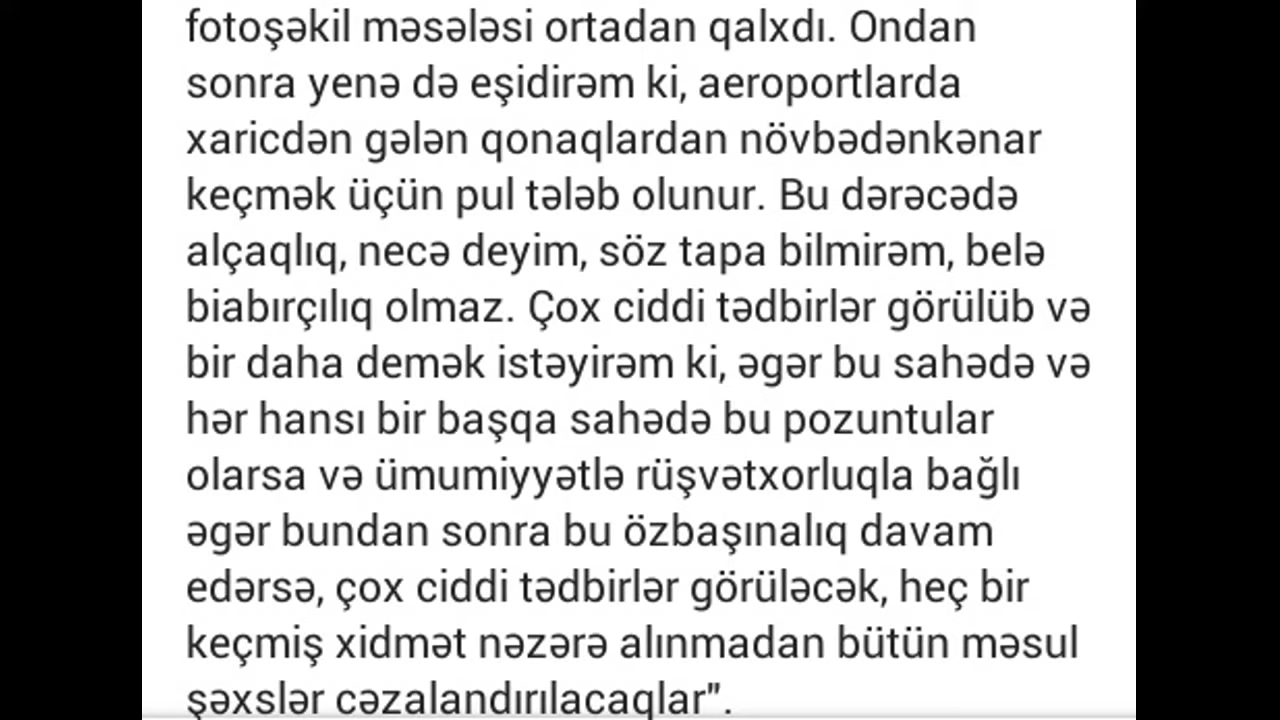 fotoşəkil məsələsi ortadan qalxdı. Ondan
sonra yenə də eşidirəm ki, aeroportlarda
xaricdən gələn qonaqlardan növbədənkənar
keçmək üçün pul tələb olunur. Bu dərəcədə
alçaqlıq, necə deyim, söz tapa bilmirəm, belə
biabırçılıq olmaz. Çox ciddi tədbirlər görülüb və
bir daha demək istəyirəm ki, əgər bu sahədə və
hər hansı bir başqa sahədə bu pozuntular
olarsa və ümumiyyətlə rüşvətxorluqla bağlı
əgər bundan sonra bu özbaşınalıq davam
edərsə, çox ciddi tədbirlər görüləcək, heç bir
keçmiş xidmət nəzərə alınmadan bütün məsul
şəxslər cəzalandırılacaqlar".